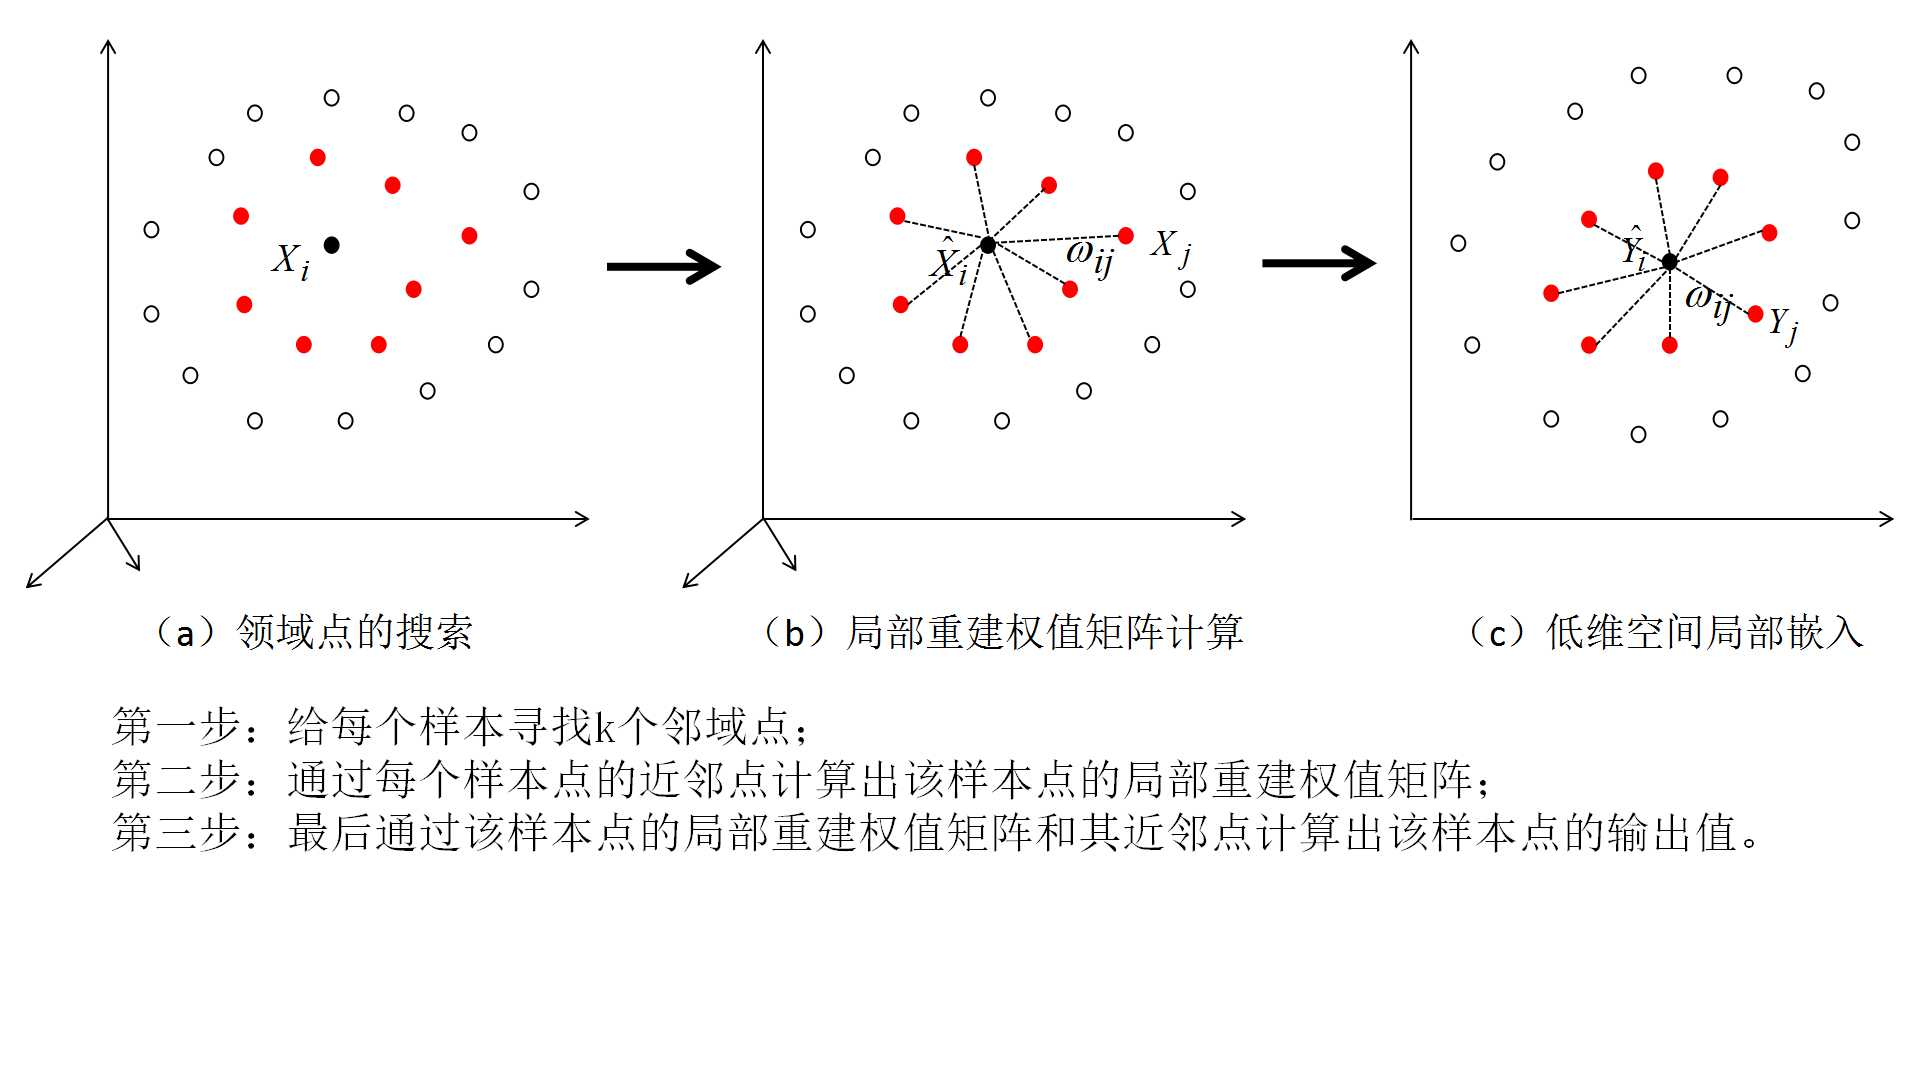 X_i
X̂_i
ω_ij
X_j
Ŷ_i
ω_ij
Y_j
（a）领域点的搜索
（b）局部重建权值矩阵计算
（c）低维空间局部嵌入
第一步：给每个样本寻找k个邻域点；
第二步：通过每个样本点的近邻点计算出该样本点的局部重建权值矩阵；
第三步：最后通过该样本点的局部重建权值矩阵和其近邻点计算出该样本点的输出值。